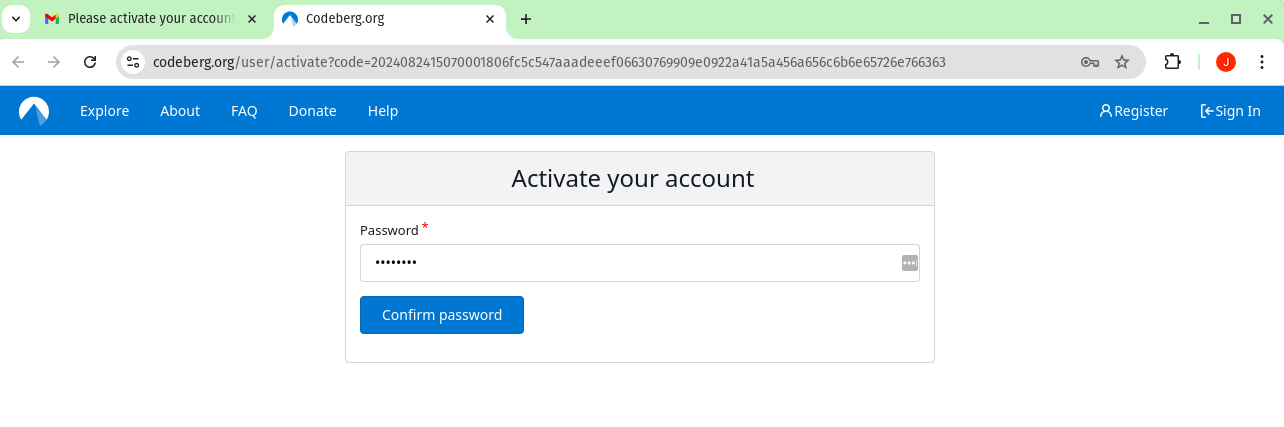 Please activate your accoun
Codeberg.org
codeberg.org/user/activate?code=2024082415070001806fc5c547aaadeeef06630769909e0922a41a5a456a656c6b6e65726e766363
J
Explore
About
FAQ
Donate
Help
Register
Sign In
Activate your account
Password *
••••••••
Confirm password